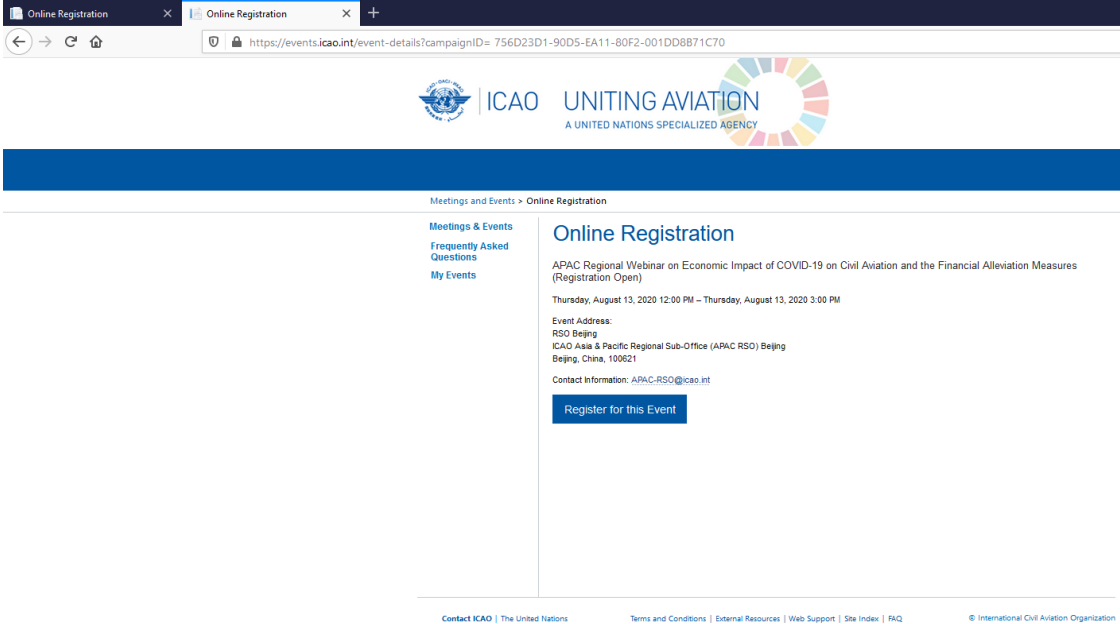 Online Registration
Online Registration
https://events.icao.int/event-details?campaignID= 756D23D1-90D5-EA11-80F2-001DD8B71C70
ICAO
UNITING AVIATION
A UNITED NATIONS SPECIALIZED AGENCY
Meetings and Events > Online Registration
Meetings & Events
Frequently Asked
Questions
My Events
Online Registration
APAC Regional Webinar on Economic Impact of COVID-19 on Civil Aviation and the Financial Alleviation Measures
(Registration Open)
Thursday, August 13, 2020 12:00 PM – Thursday, August 13, 2020 3:00 PM
Event Address:
RSO Beijing
ICAO Asia & Pacific Regional Sub-Office (APAC RSO) Beijing
Beijing, China, 100621
Contact Information: APAC-RSO@icao.int
Register for this Event
Contact ICAO | The United Nations
Terms and Conditions | External Resources | Web Support | Site Index | FAQ
© International Civil Aviation Organization